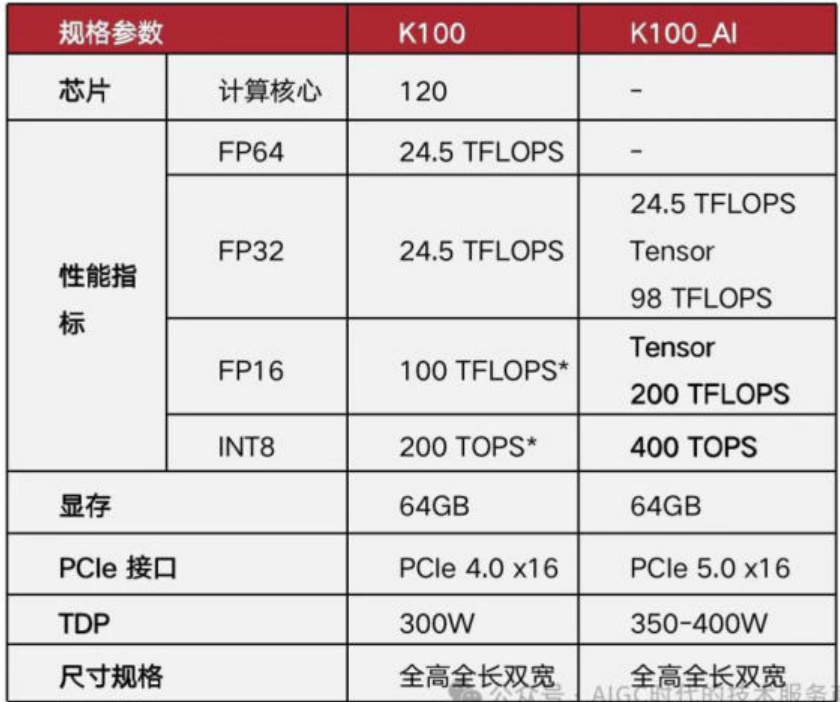 规格参数 K100 K100_AI
芯片 计算核心 120 -
性能指标
FP64 24.5 TFLOPS -
FP32 24.5 TFLOPS 24.5 TFLOPS
Tensor
98 TFLOPS
FP16 100 TFLOPS* Tensor
200 TFLOPS
INT8 200 TOPS* 400 TOPS
显存 64GB 64GB
PCIe 接口 PCIe 4.0 x16 PCIe 5.0 x16
TDP 300W 350-400W
尺寸规格 全高全长双宽 全高全长双宽
公众号 · AIGC时代的技术服务